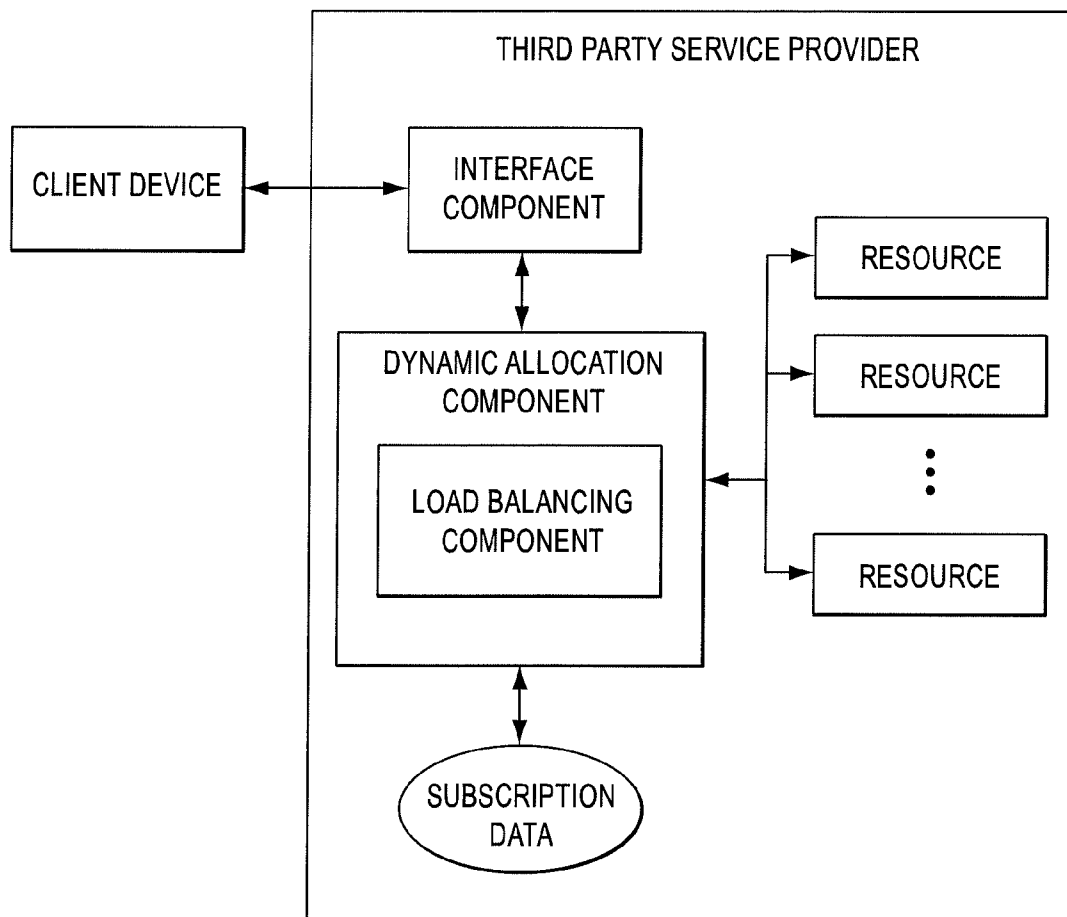 THIRD PARTY SERVICE PROVIDER
CLIENT DEVICE
INTERFACE
COMPONENT
RESOURCE
DYNAMIC ALLOCATION
COMPONENT
RESOURCE
LOAD BALANCING
COMPONENT
RESOURCE
SUBSCRIPTION
DATA